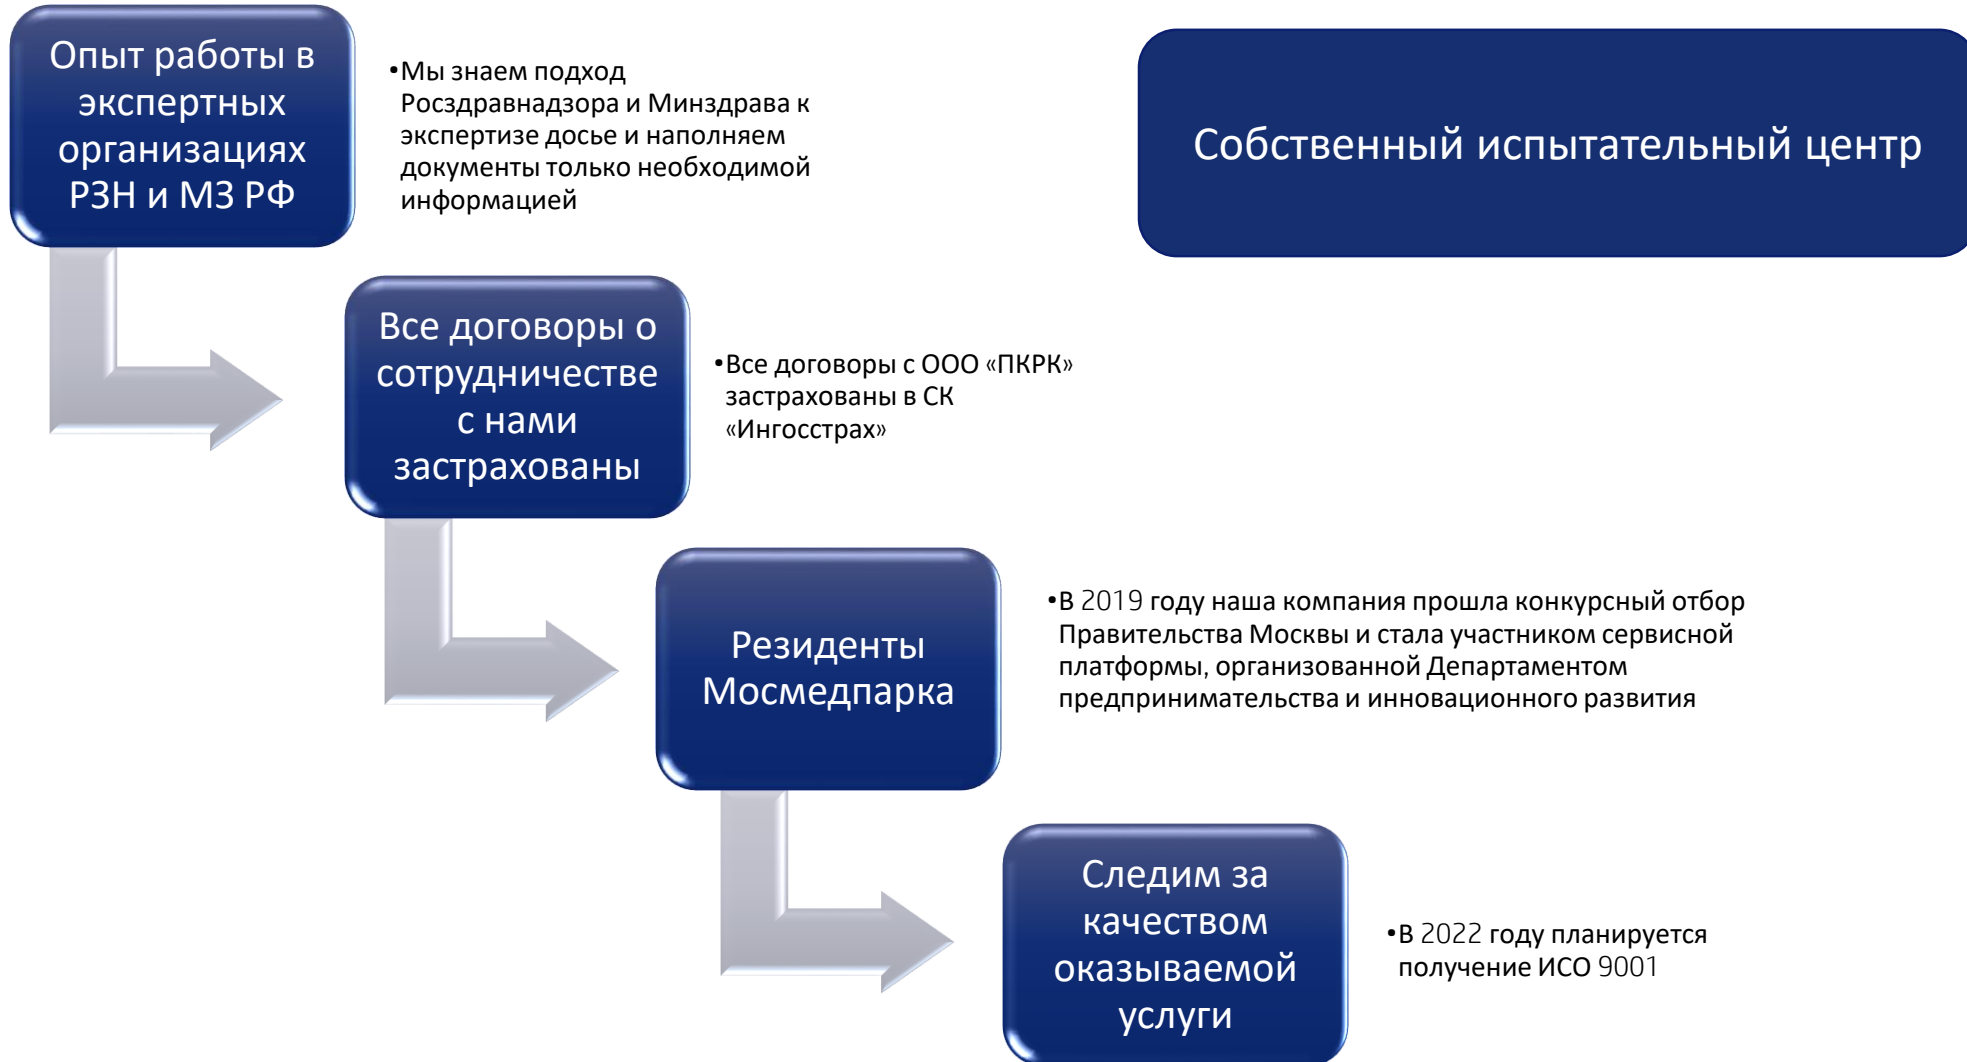 Опыт работы в
экспертных
организациях
РЗН и МЗ РФ
•Мы знаем подход
Росздравнадзора и Минздрава к
экспертизе досье и наполняем
документы только необходимой
информацией
Собственный испытательный центр
Все договоры о
сотрудничестве
с нами
застрахованы
•Все договоры с ООО «ПКРК»
застрахованы в СК
«Ингосстрах»
Резиденты
Мосмедпарка
•В 2019 году наша компания прошла конкурсный отбор
Правительства Москвы и стала участником сервисной
платформы, организованной Департаментом
предпринимательства и инновационного развития
Следим за
качеством
оказываемой
услуги
•В 2022 году планируется
получение ИСО 9001